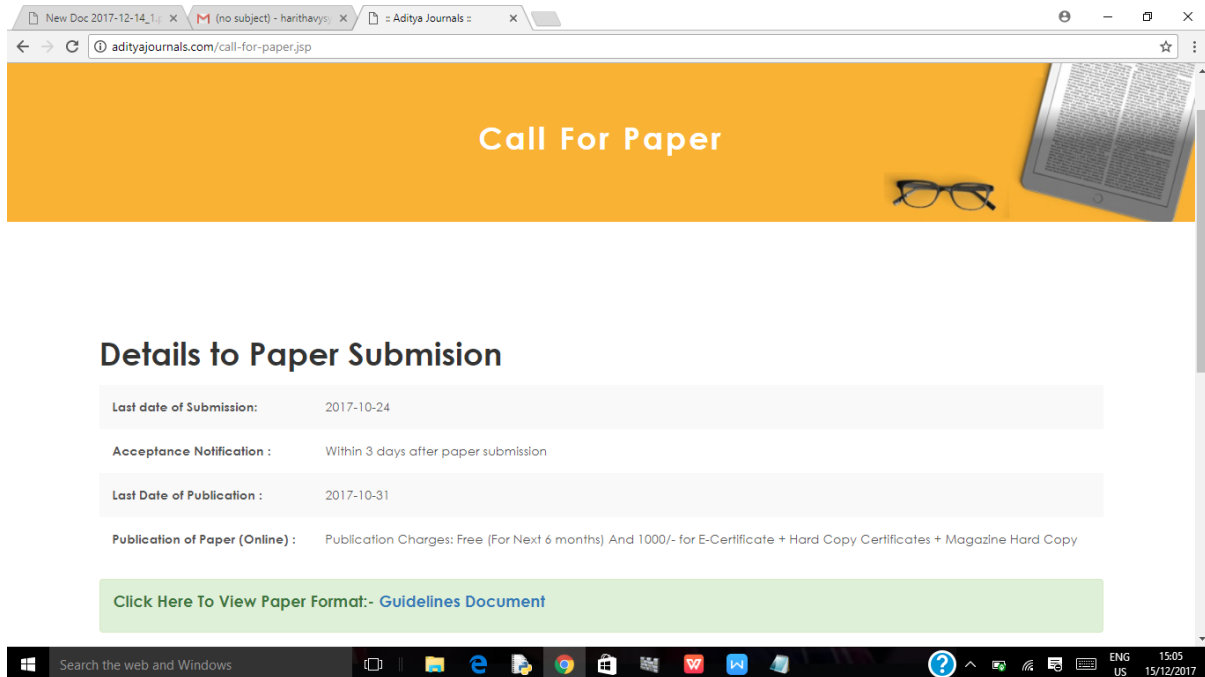 New Doc 2017-12-14_1.p
(no subject) - harithavysy
:: Aditya Journals ::
adityajournals.com/call-for-paper.jsp
Call For Paper
Details to Paper Submision
Last date of Submission: 2017-10-24
Acceptance Notification : Within 3 days after paper submission
Last Date of Publication : 2017-10-31
Publication of Paper (Online) : Publication Charges: Free (For Next 6 months) And 1000/- for E-Certificate + Hard Copy Certificates + Magazine Hard Copy
Click Here To View Paper Format:- Guidelines Document
Search the web and Windows
ENG 15:05
US 15/12/2017